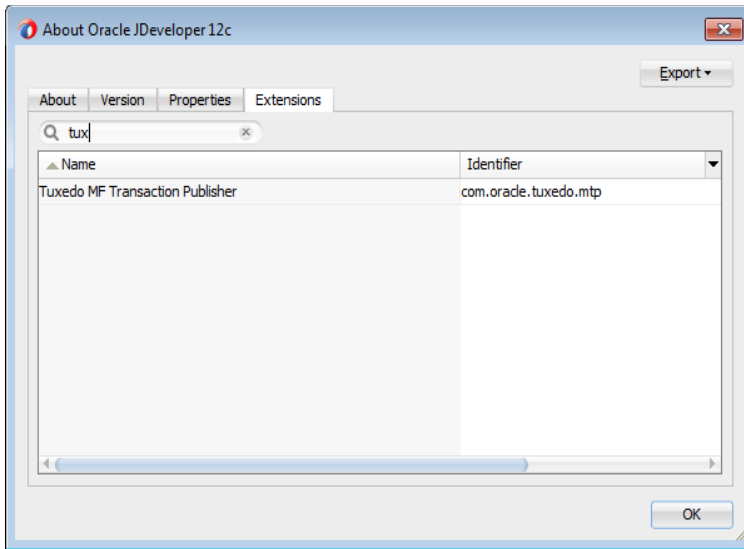 About Oracle JDeveloper 12c
Export
About Version Properties Extensions
tux
Name Identifier
Tuxedo MF Transaction Publisher com.oracle.tuxedo.mtp
OK